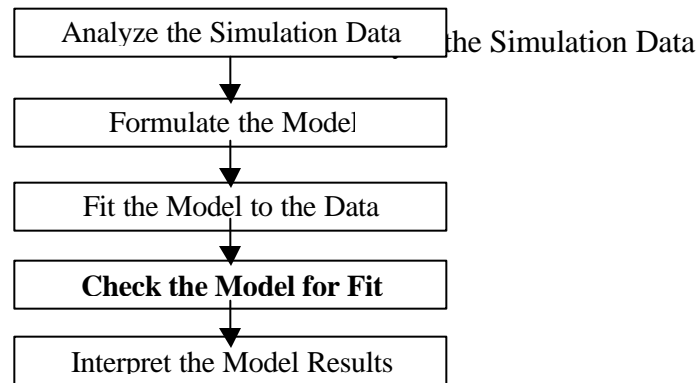 Analyze the Simulation Data
the Simulation Data
Formulate the Model
Fit the Model to the Data
Check the Model for Fit
Interpret the Model Results